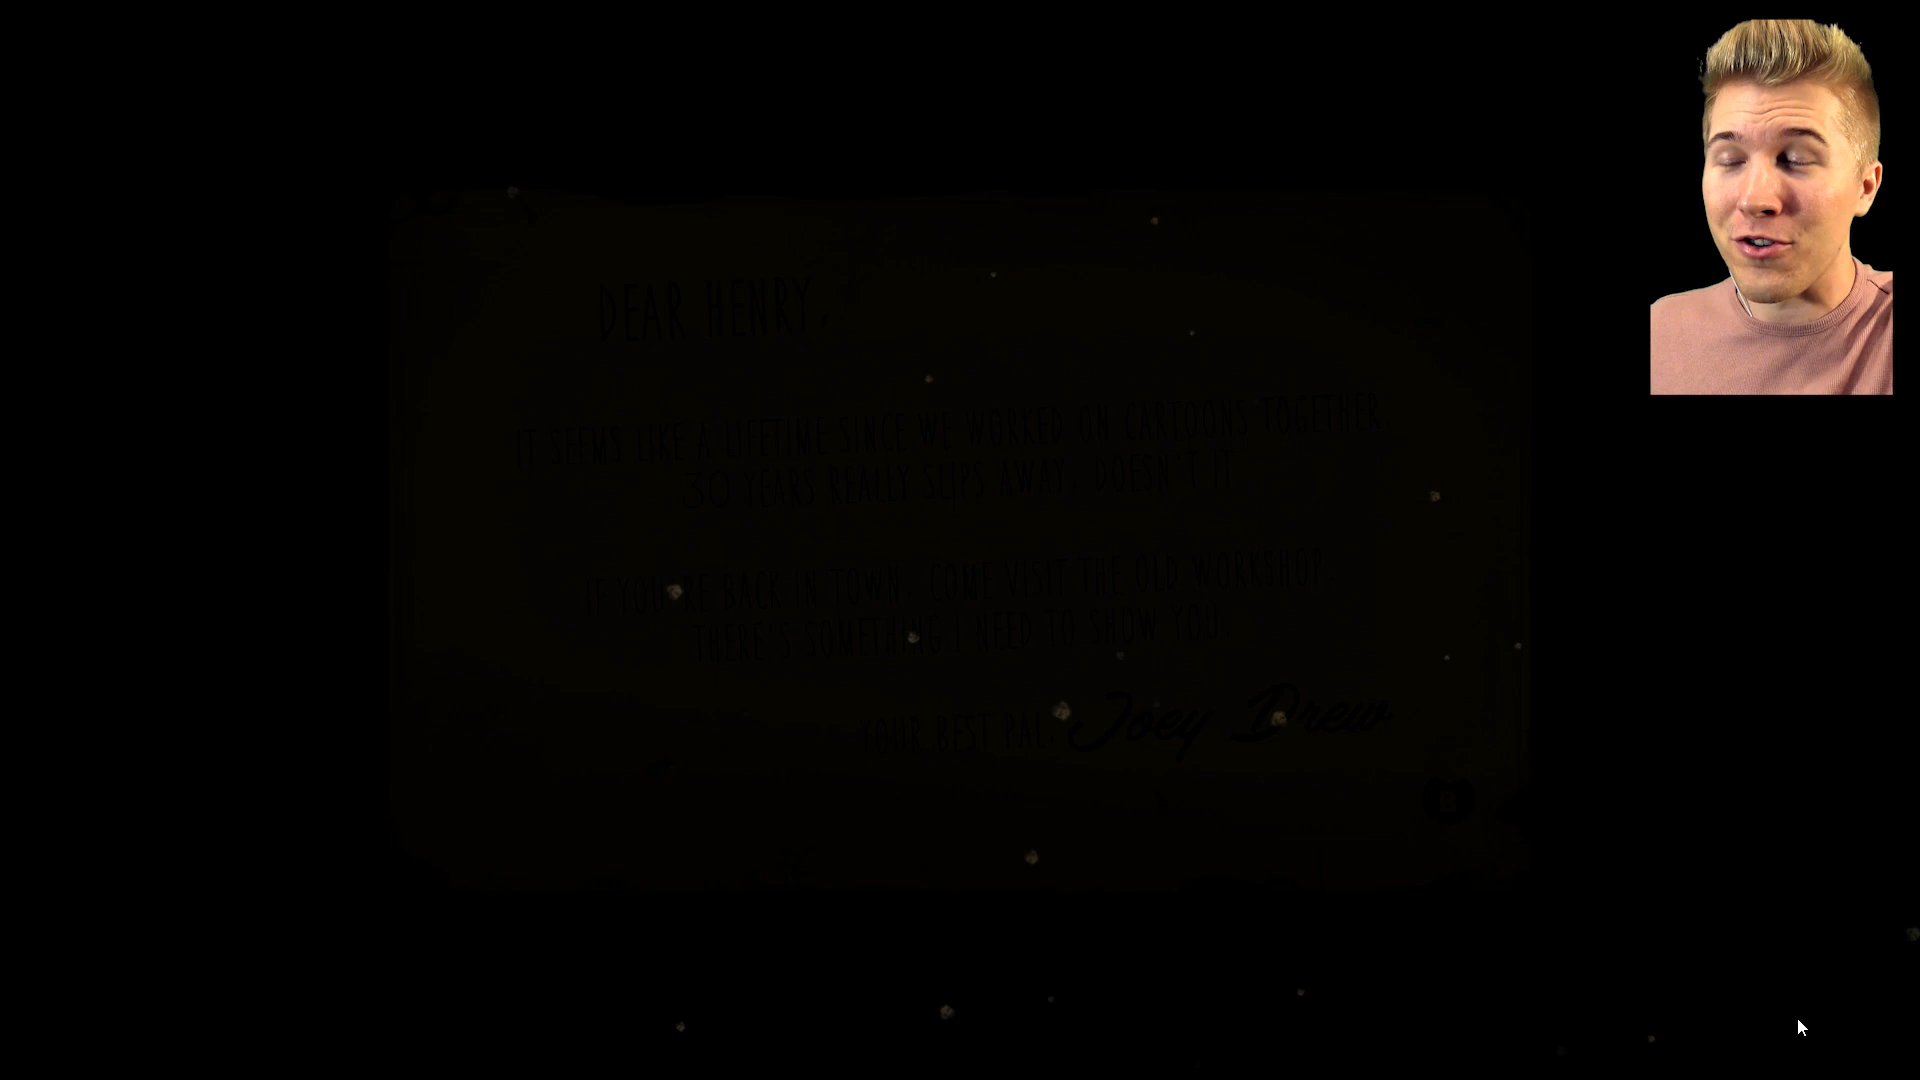 DEAR HENRY,
IT SEEMS LIKE A LIFETIME SINCE WE WORKED ON CARTOONS TOGETHER.
30 YEARS REALLY SLIPS AWAY, DOESN'T IT
IF YOU'RE BACK IN TOWN, COME VISIT THE OLD WORKSHOP.
THERE'S SOMETHING I NEED TO SHOW YOU.
YOUR BEST PAL, Joey Drew